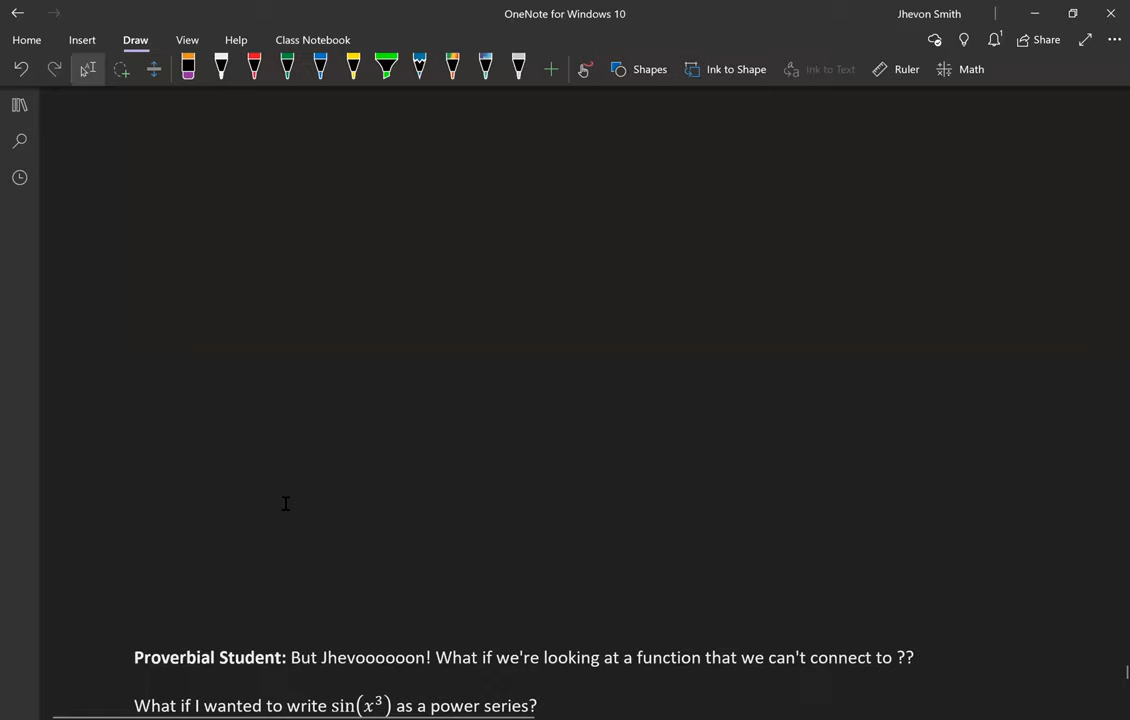 OneNote for Windows 10
Jhevon Smith
Home Insert Draw View Help Class Notebook
Share
Shapes Ink to Shape Ink to Text Ruler Math
Proverbial Student: But Jhevoooooon! What if we're looking at a function that we can't connect to ??
What if I wanted to write sin(x³) as a power series?